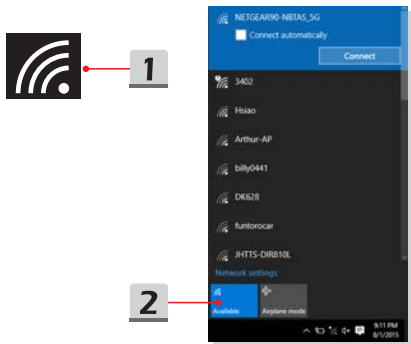 1
NETGEAR90-N8TAS_5G
Connect automatically
Connect
3402
Hsiao
Arthur-AP
billy0441
DK628
funtorocar
JHTTS-DIR810L
Network settings
2
Available
Airplane mode
9:11 PM
8/1/2015